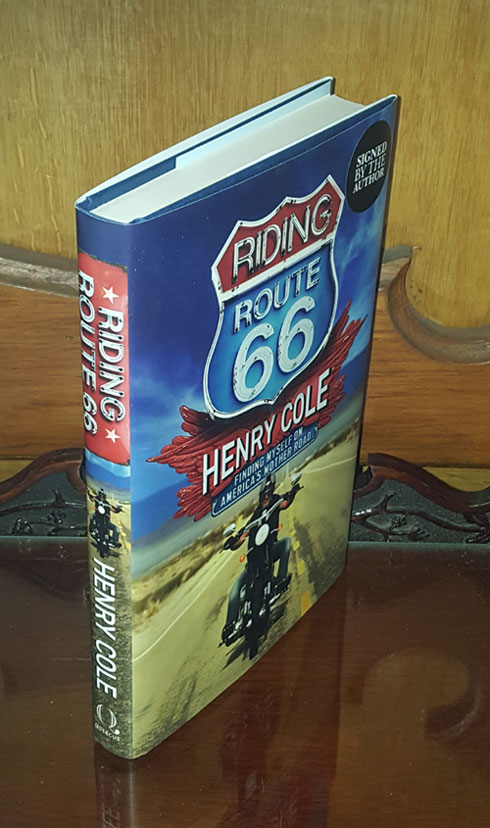 SIGNED
BY THE
AUTHOR
RIDING
ROUTE
66
HENRY COLE
FINDING MYSELF ON
AMERICA'S MOTHER ROAD
RIDING
ROUTE 66
HENRY COLE
Q
QUERCUS